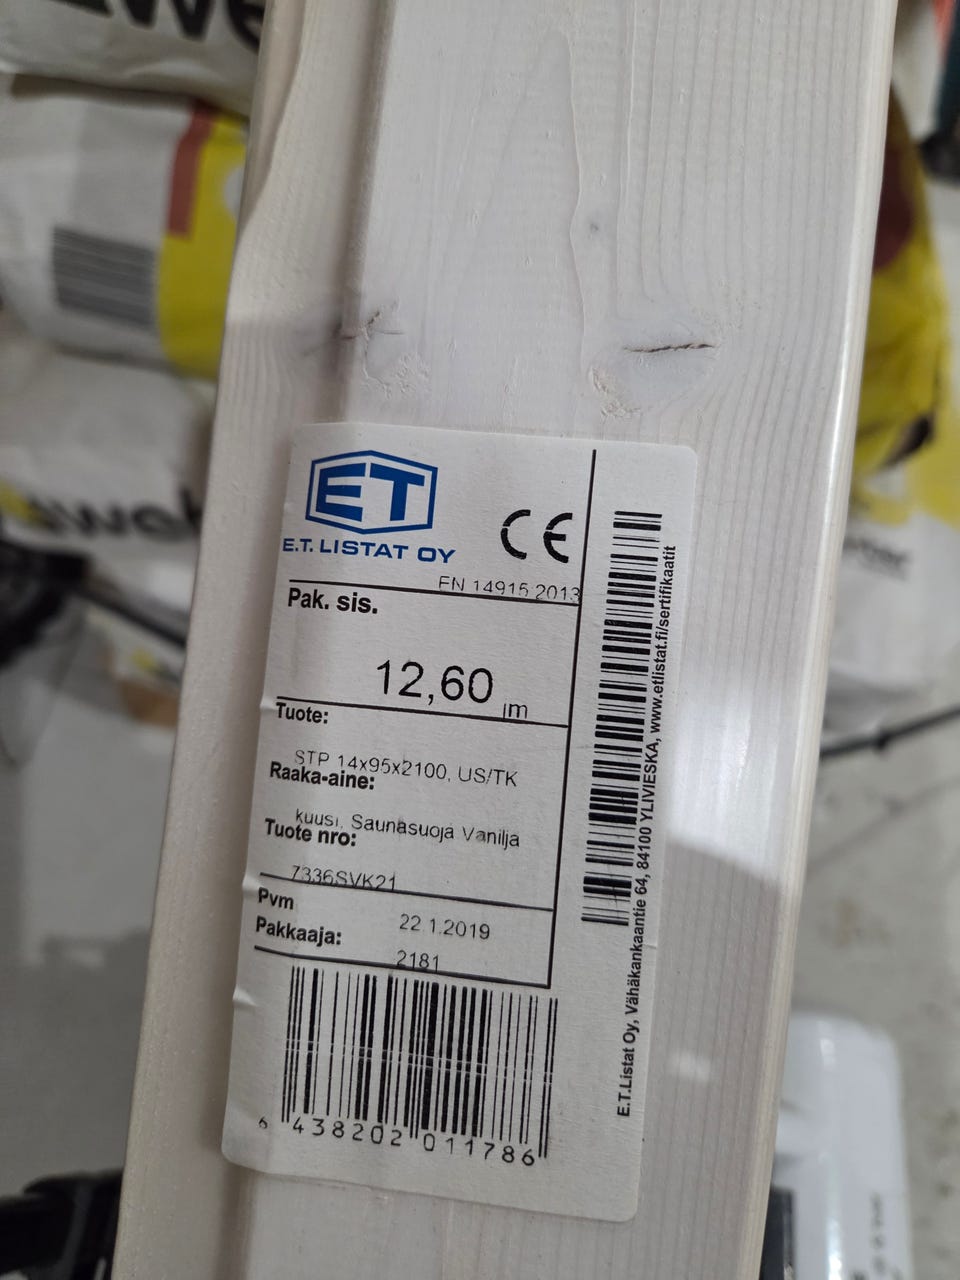 ET
E.T. LISTAT OY
CE
EN 14915:2013
Pak. sis.
12,60 jm
Tuote:
STP 14x95x2100, US/TK
Raaka-aine:
kuusi, Saunasuoja Vanilja
Tuote nro:
7336SVK21
Pvm
22.1.2019
Pakkaaja:
2181
6 438202 011786
E.T.Listat Oy, Vähäkankaantie 64, 84100 YLIVIESKA, www.etlistat.fi/sertifikaatit